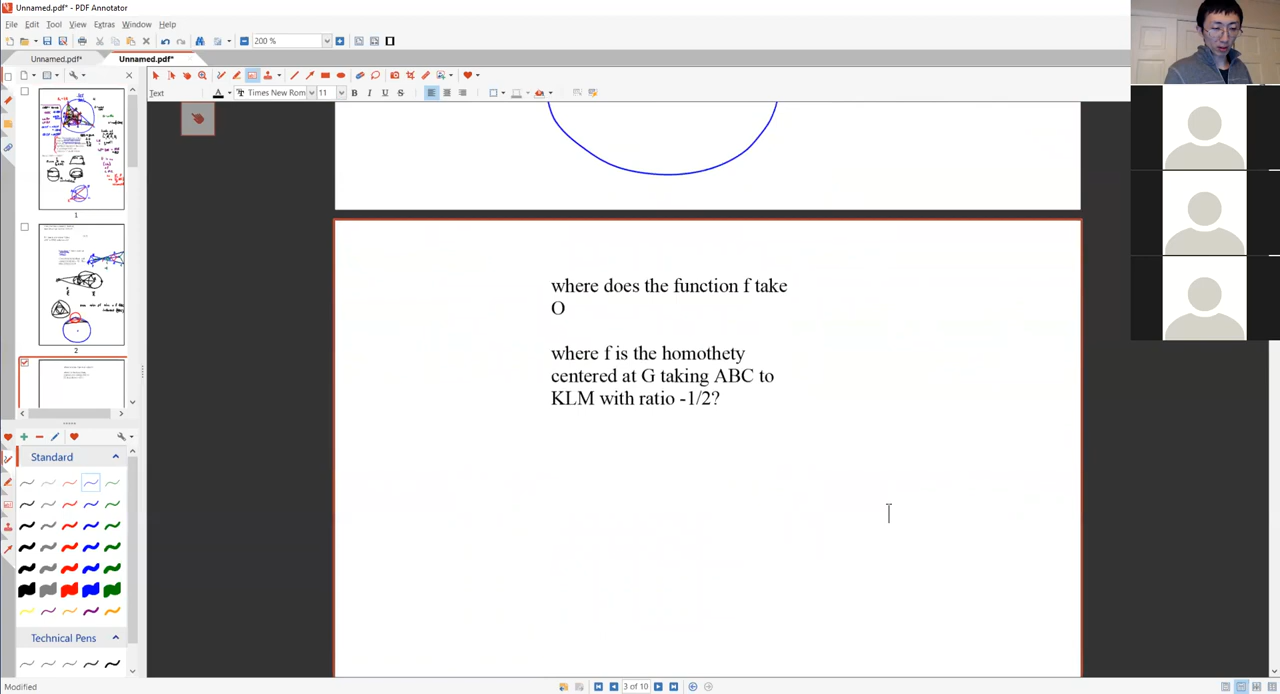 Unnamed.pdf* - PDF Annotator
File Edit Tool View Extras Window Help
200 %
Unnamed.pdf* Unnamed.pdf*
Text Times New Rom 11 B I U S
where does the function f take
O
where f is the homothety
centered at G taking ABC to
KLM with ratio -1/2?
1
2
Standard
Technical Pens
Modified
3 of 10